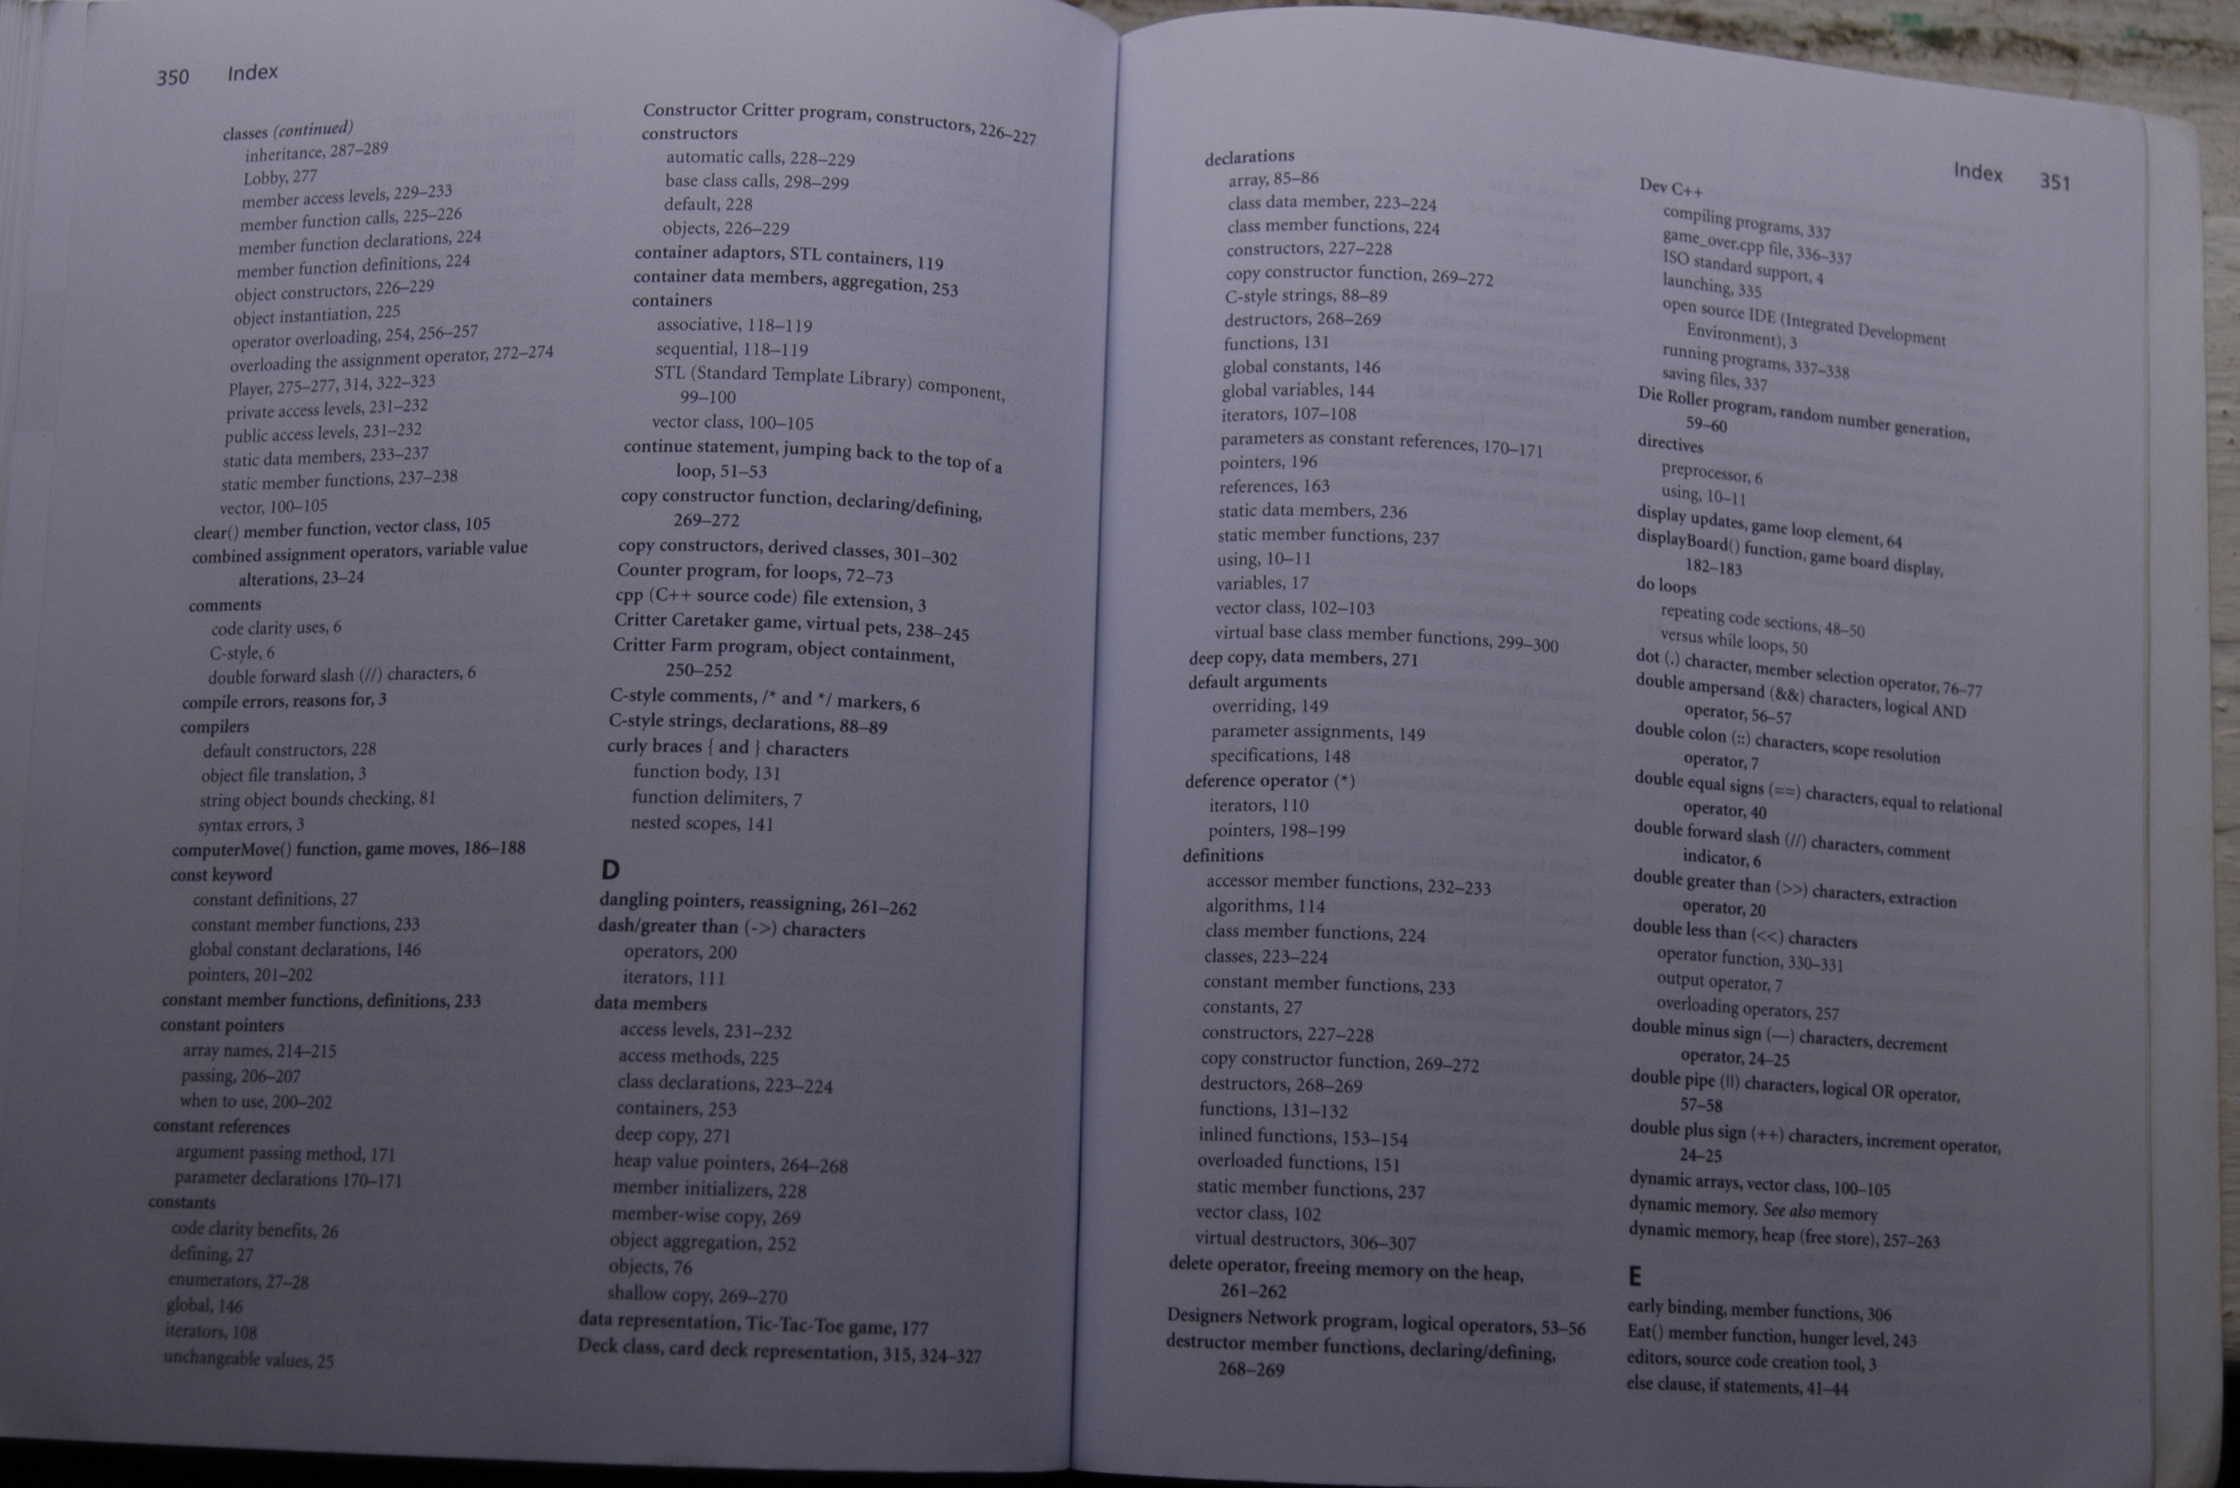 350 Index
classes (continued)
inheritance, 287–289
Lobby, 277
member access levels, 229–233
member function calls, 225–226
member function declarations, 224
member function definitions, 224
object constructors, 226–229
object instantiation, 225
operator overloading, 254, 256–257
overloading the assignment operator, 272–274
Player, 275–277, 314, 322–323
private access levels, 231–232
public access levels, 231–232
static data members, 233–237
static member functions, 237–238
vector, 100–105
clear() member function, vector class, 105
combined assignment operators, variable value
alterations, 23–24
comments
code clarity uses, 6
C-style, 6
double forward slash (//) characters, 6
compile errors, reasons for, 3
compilers
default constructors, 228
object file translation, 3
string object bounds checking, 81
syntax errors, 3
computerMove() function, game moves, 186–188
const keyword
constant definitions, 27
constant member functions, 233
global constant declarations, 146
pointers, 201–202
constant member functions, definitions, 233
constant pointers
array names, 214–215
passing, 206–207
when to use, 200–202
constant references
argument passing method, 171
parameter declarations 170–171
constants
code clarity benefits, 26
defining, 27
enumerators, 27–28
global, 146
iterators, 108
unchangeable values, 25
Constructor Critter program, constructors, 226–227
constructors
automatic calls, 228–229
base class calls, 298–299
default, 228
objects, 226–229
container adaptors, STL containers, 119
container data members, aggregation, 253
containers
associative, 118–119
sequential, 118–119
STL (Standard Template Library) component,
99–100
vector class, 100–105
continue statement, jumping back to the top of a
loop, 51–53
copy constructor function, declaring/defining,
269–272
copy constructors, derived classes, 301–302
Counter program, for loops, 72–73
cpp (C++ source code) file extension, 3
Critter Caretaker game, virtual pets, 238–245
Critter Farm program, object containment,
250–252
C-style comments, /* and */ markers, 6
C-style strings, declarations, 88–89
curly braces { and } characters
function body, 131
function delimiters, 7
nested scopes, 141
D
dangling pointers, reassigning, 261–262
dash/greater than (->) characters
operators, 200
iterators, 111
data members
access levels, 231–232
access methods, 225
class declarations, 223–224
containers, 253
deep copy, 271
heap value pointers, 264–268
member initializers, 228
member-wise copy, 269
object aggregation, 252
objects, 76
shallow copy, 269–270
data representation, Tic-Tac-Toe game, 177
Deck class, card deck representation, 315, 324–327
Index 351
declarations
array, 85–86
class data member, 223–224
class member functions, 224
constructors, 227–228
copy constructor function, 269–272
C-style strings, 88–89
destructors, 268–269
functions, 131
global constants, 146
global variables, 144
iterators, 107–108
parameters as constant references, 170–171
pointers, 196
references, 163
static data members, 236
static member functions, 237
using, 10–11
variables, 17
vector class, 102–103
virtual base class member functions, 299–300
deep copy, data members, 271
default arguments
overriding, 149
parameter assignments, 149
specifications, 148
deference operator (*)
iterators, 110
pointers, 198–199
definitions
accessor member functions, 232–233
algorithms, 114
class member functions, 224
classes, 223–224
constant member functions, 233
constants, 27
constructors, 227–228
copy constructor function, 269–272
destructors, 268–269
functions, 131–132
inlined functions, 153–154
overloaded functions, 151
static member functions, 237
vector class, 102
virtual destructors, 306–307
delete operator, freeing memory on the heap,
261–262
Designers Network program, logical operators, 53–56
destructor member functions, declaring/defining,
268–269
Dev C++
compiling programs, 337
game_over.cpp file, 336–337
ISO standard support, 4
launching, 335
open source IDE (Integrated Development
Environment), 3
running programs, 337–338
saving files, 337
Die Roller program, random number generation,
59–60
directives
preprocessor, 6
using, 10–11
display updates, game loop element, 64
displayBoard() function, game board display,
182–183
do loops
repeating code sections, 48–50
versus while loops, 50
dot (.) character, member selection operator, 76–77
double ampersand (&&) characters, logical AND
operator, 56–57
double colon (::) characters, scope resolution
operator, 7
double equal signs (==) characters, equal to relational
operator, 40
double forward slash (//) characters, comment
indicator, 6
double greater than (>>) characters, extraction
operator, 20
double less than (<<) characters
operator function, 330–331
output operator, 7
overloading operators, 257
double minus sign (—) characters, decrement
operator, 24–25
double pipe (||) characters, logical OR operator,
57–58
double plus sign (++) characters, increment operator,
24–25
dynamic arrays, vector class, 100–105
dynamic memory. See also memory
dynamic memory, heap (free store), 257–263
E
early binding, member functions, 306
Eat() member function, hunger level, 243
editors, source code creation tool, 3
else clause, if statements, 41–44